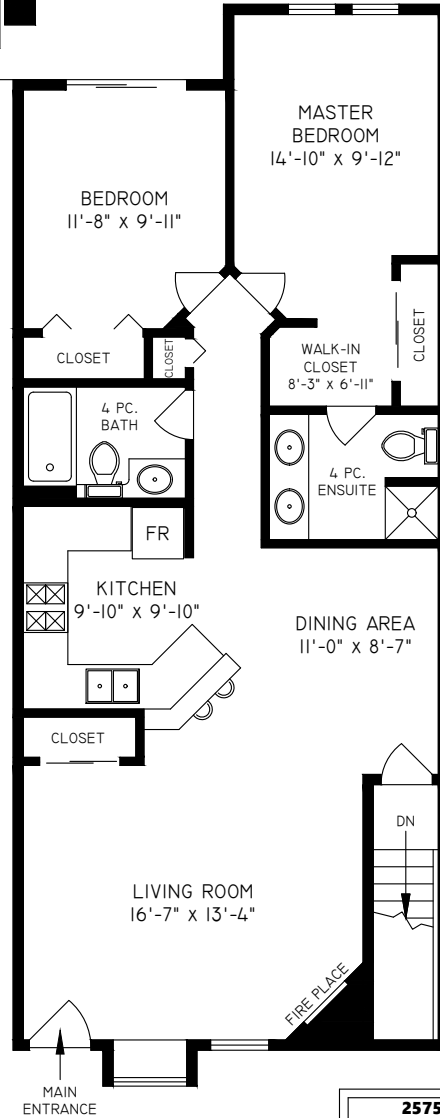 MASTER
BEDROOM
14'-10" X 9'-12"
BEDROOM
11'-8" X 9'-11"
CLOSET
CLOSET
CLOSET
WALK-IN
CLOSET
8'-3" X 6'-11"
4 PC.
BATH
4 PC.
ENSUITE
FR
KITCHEN
9'-10" X 9'-10"
DINING AREA
11'-0" X 8'-7"
CLOSET
DN
LIVING ROOM
16'-7" X 13'-4"
FIRE PLACE
MAIN
ENTRANCE
2575